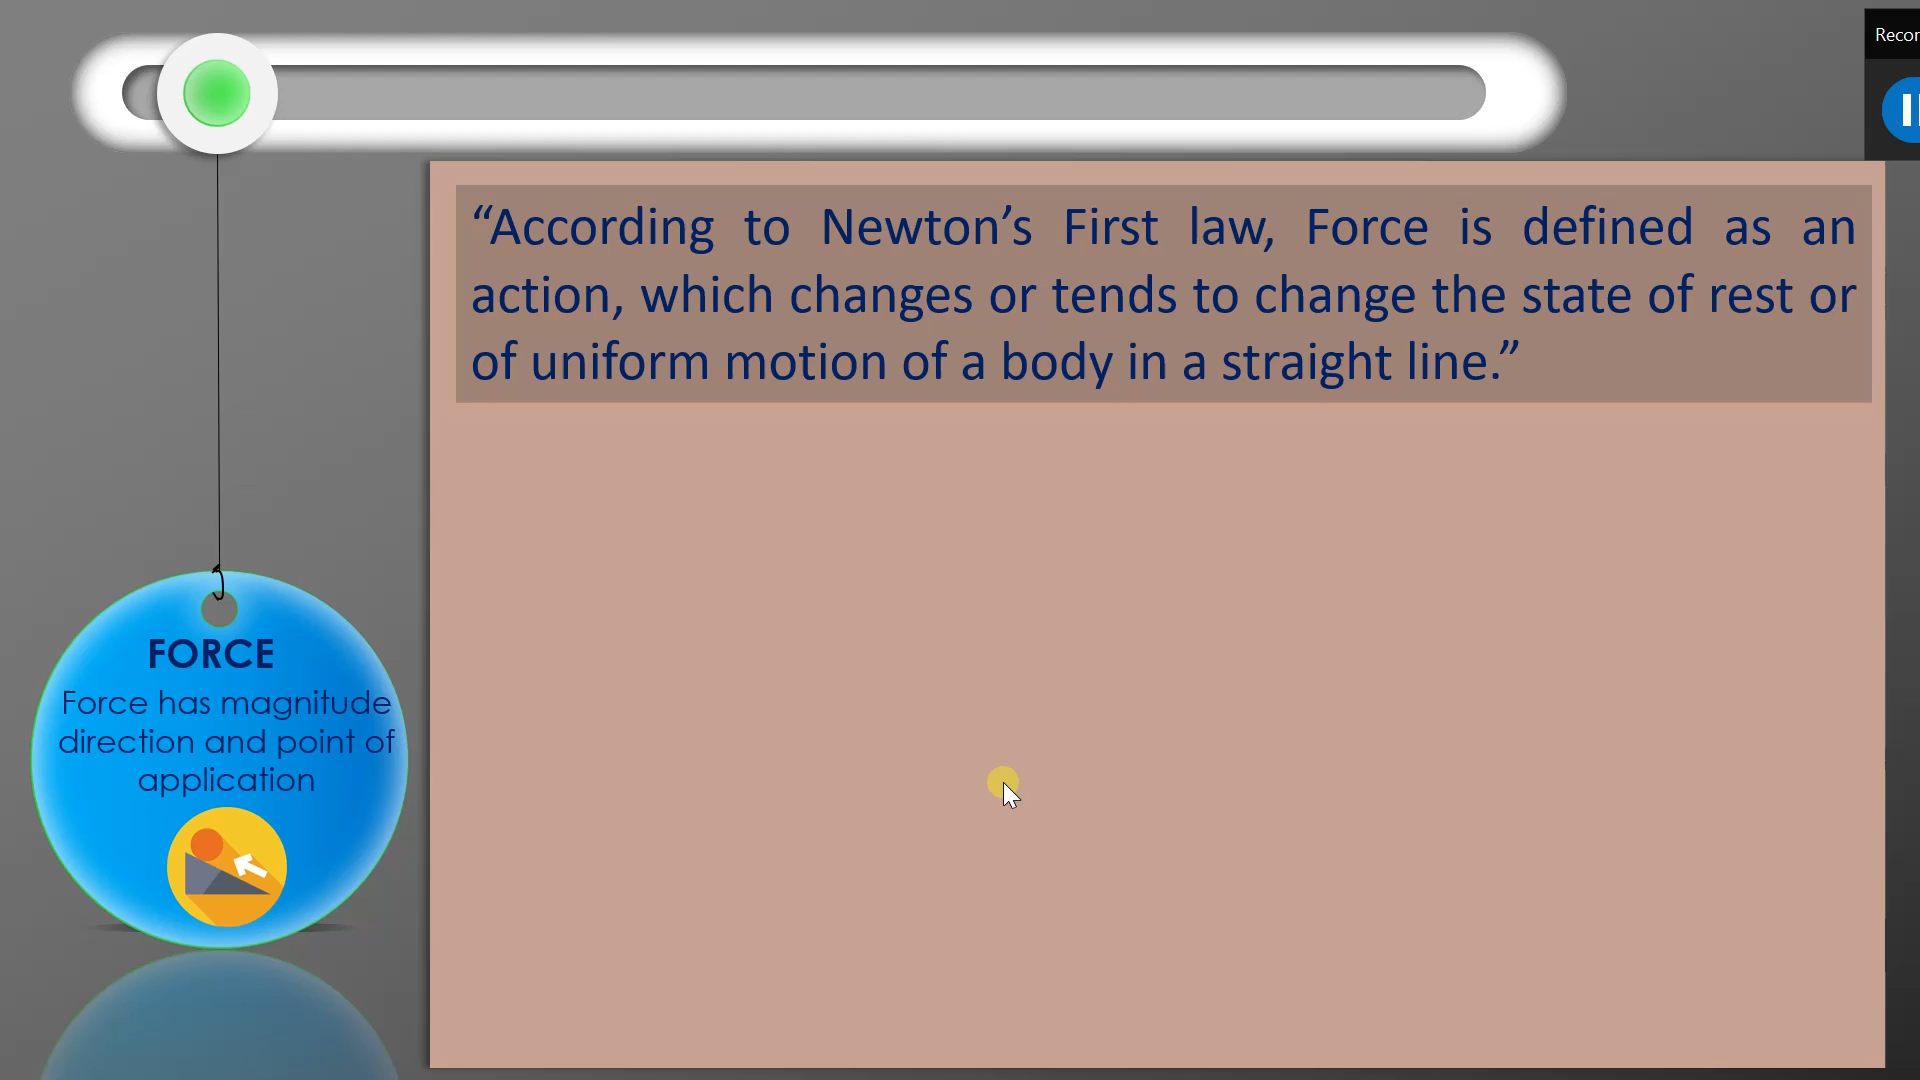 Recor
“According to Newton’s First law, Force is defined as an
action, which changes or tends to change the state of rest or
of uniform motion of a body in a straight line.”
FORCE
Force has magnitude
direction and point of
application